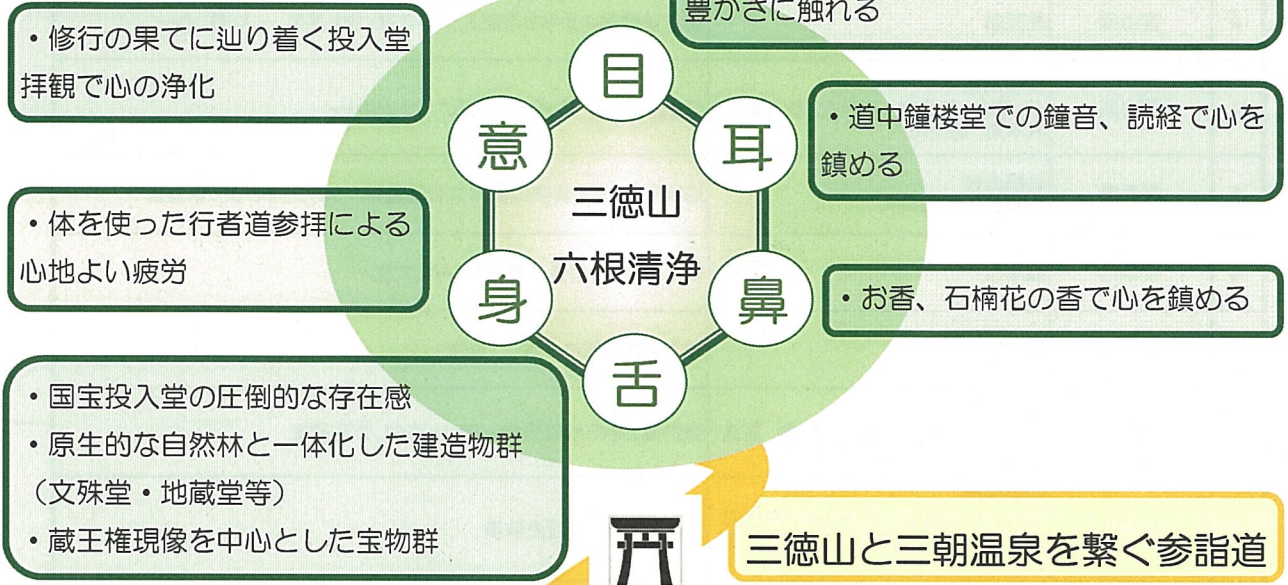 豊かさに触れる
・修行の果てに辿り着く投入堂
拝観で心の浄化
目
意
耳
・道中鐘楼堂での鐘音、読経で心を
鎮める
三徳山
六根清浄
・体を使った行者道参拝による
心地よい疲労
身
鼻
・お香、石楠花の香で心を鎮める
舌
・国宝投入堂の圧倒的な存在感
・原生的な自然林と一体化した建造物群
（文殊堂・地蔵堂等）
・蔵王権現像を中心とした宝物群
三徳山と三朝温泉を繋ぐ参詣道